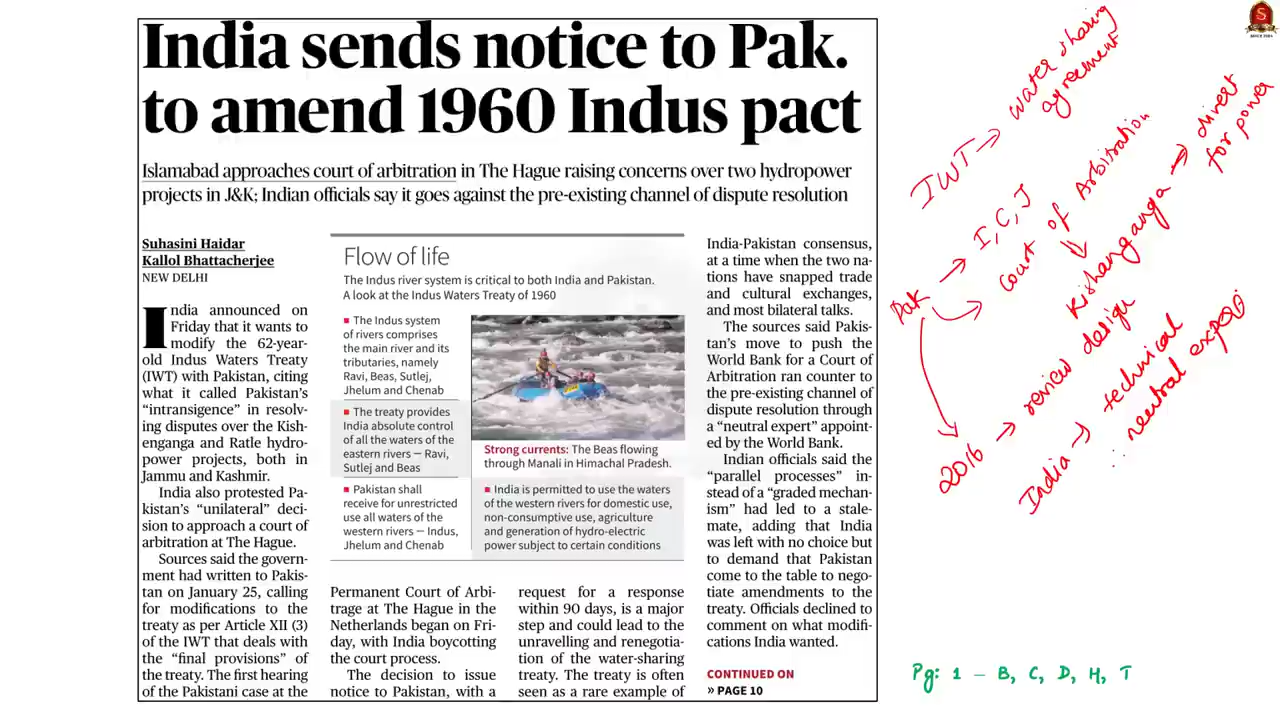 India sends notice to Pak.
to amend 1960 Indus pact
Islamabad approaches court of arbitration in The Hague raising concerns over two hydropower
projects in J&K; Indian officials say it goes against the pre-existing channel of dispute resolution
Suhasini Haidar
Kallol Bhattacherjee
NEW DELHI
India announced on
Friday that it wants to
modify the 62-year-
old Indus Waters Treaty
(IWT) with Pakistan, citing
what it called Pakistan's
"intransigence" in resolv-
ing disputes over the Kish-
enganga and Ratle hydro-
power projects, both in
Jammu and Kashmir.
India also protested Pa-
kistan's "unilateral" deci-
sion to approach a court of
arbitration at The Hague.
Sources said the govern-
ment had written to Pakis-
tan on January 25, calling
for modifications to the
treaty as per Article XII (3)
of the IWT that deals with
the "final provisions" of
the treaty. The first hearing
of the Pakistani case at the
Flow of life
The Indus river system is critical to both India and Pakistan.
A look at the Indus Waters Treaty of 1960
■ The Indus system
of rivers comprises
the main river and its
tributaries, namely
Ravi, Beas, Sutlej,
Jhelum and Chenab
■ The treaty provides
India absolute control
of all the waters of the
eastern rivers — Ravi,
Sutlej and Beas
■ Pakistan shall
receive for unrestricted
use all waters of the
western rivers — Indus,
Jhelum and Chenab
Strong currents: The Beas flowing
through Manali in Himachal Pradesh.
■ India is permitted to use the waters
of the western rivers for domestic use,
non-consumptive use, agriculture
and generation of hydro-electric
power subject to certain conditions
Permanent Court of Arbi-
trage at The Hague in the
Netherlands began on Fri-
day, with India boycotting
the court process.
The decision to issue
notice to Pakistan, with a
request for a response
within 90 days, is a major
step and could lead to the
unravelling and renegotia-
tion of the water-sharing
treaty. The treaty is often
seen as a rare example of
India-Pakistan consensus,
at a time when the two na-
tions have snapped trade
and cultural exchanges,
and most bilateral talks.
The sources said Pakis-
tan's move to push the
World Bank for a Court of
Arbitration ran counter to
the pre-existing channel of
dispute resolution through
a "neutral expert" appoint-
ed by the World Bank.
Indian officials said the
"parallel processes" in-
stead of a "graded mechan-
ism" had led to a stale-
mate, adding that India
was left with no choice but
to demand that Pakistan
come to the table to nego-
tiate amendments to the
treaty. Officials declined to
comment on what modifi-
cations India wanted.
CONTINUED ON
» PAGE 10
IWT → water sharing
agreement
Pak → I, C, J
Court of Arbitration
Kishanganga → divert
for power
2016 → review design
India → technical
∴ neutral expert
Pg: 1 - B, C, D, H, T
S
SINCE 2004